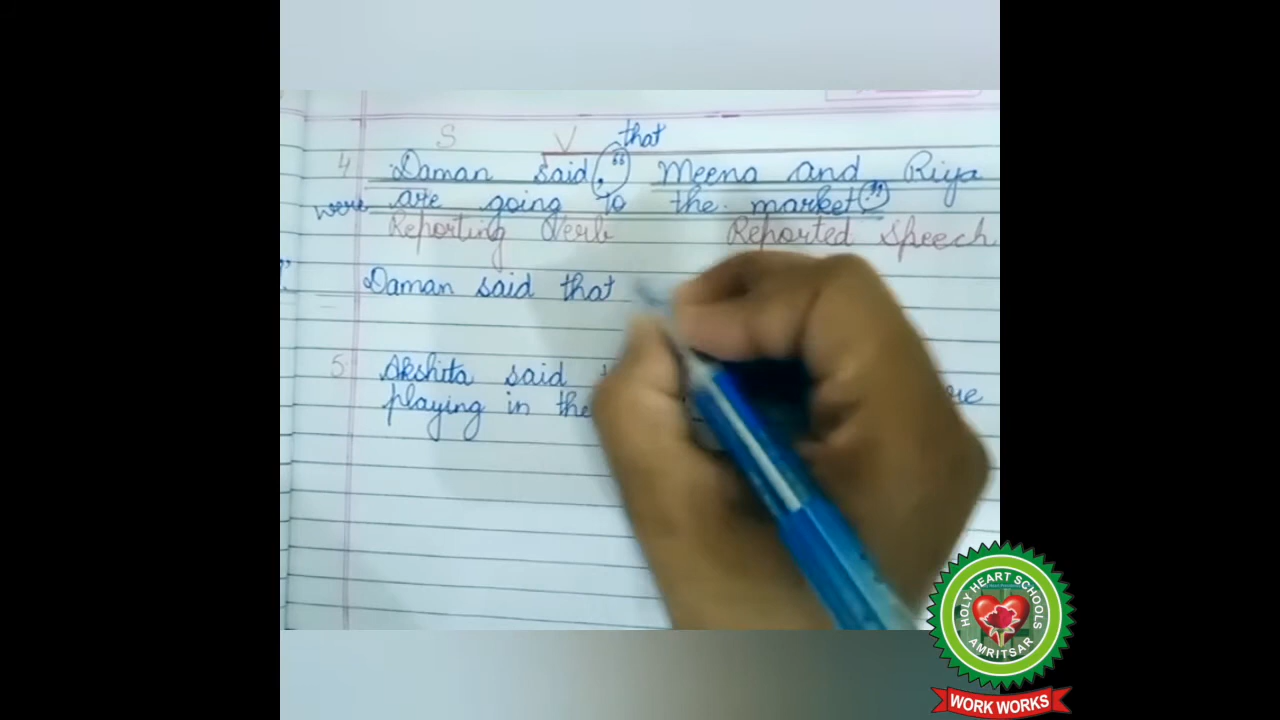 S V that
4 Daman said, " Meena and Riya
were are going to the market."
Reporting Verb Reported Speech
Daman said that
5. Akshita said
playing in the
HOLY HEART SCHOOLS
AMRITSAR
WORK WORKS